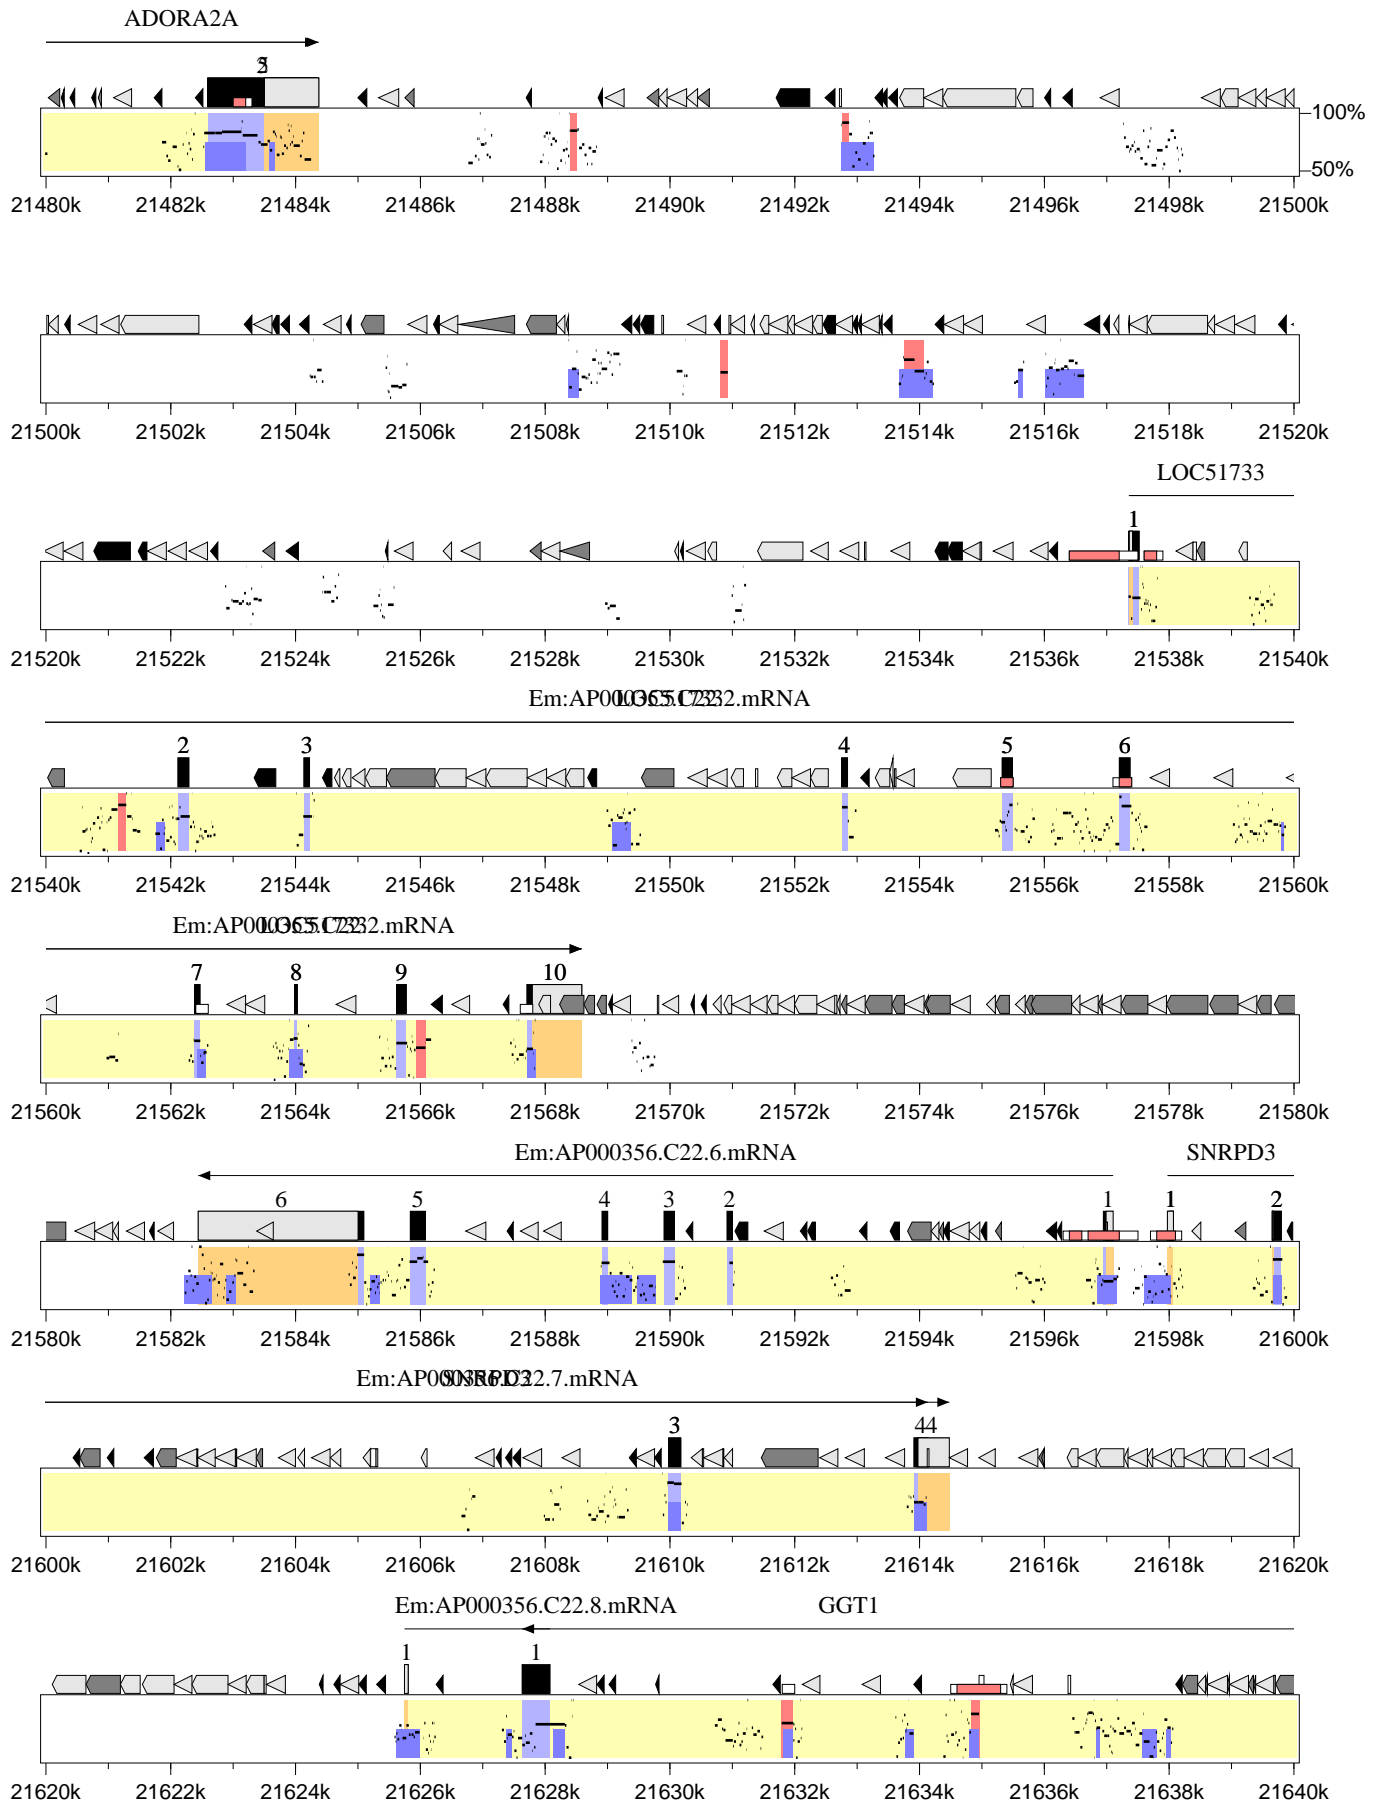 ADORA2A
100%
50%
21480k 21482k 21484k 21486k 21488k 21490k 21492k 21494k 21496k 21498k 21500k
21500k 21502k 21504k 21506k 21508k 21510k 21512k 21514k 21516k 21518k 21520k
LOC51733
1
21520k 21522k 21524k 21526k 21528k 21530k 21532k 21534k 21536k 21538k 21540k
2 3 4 5 6
21540k 21542k 21544k 21546k 21548k 21550k 21552k 21554k 21556k 21558k 21560k
7 8 9 10
21560k 21562k 21564k 21566k 21568k 21570k 21572k 21574k 21576k 21578k 21580k
Em:AP000356.C22.6.mRNA SNRPD3
6 5 4 3 2 1 1 2
21580k 21582k 21584k 21586k 21588k 21590k 21592k 21594k 21596k 21598k 21600k
3 44
21600k 21602k 21604k 21606k 21608k 21610k 21612k 21614k 21616k 21618k 21620k
Em:AP000356.C22.8.mRNA GGT1
1 1
21620k 21622k 21624k 21626k 21628k 21630k 21632k 21634k 21636k 21638k 21640k